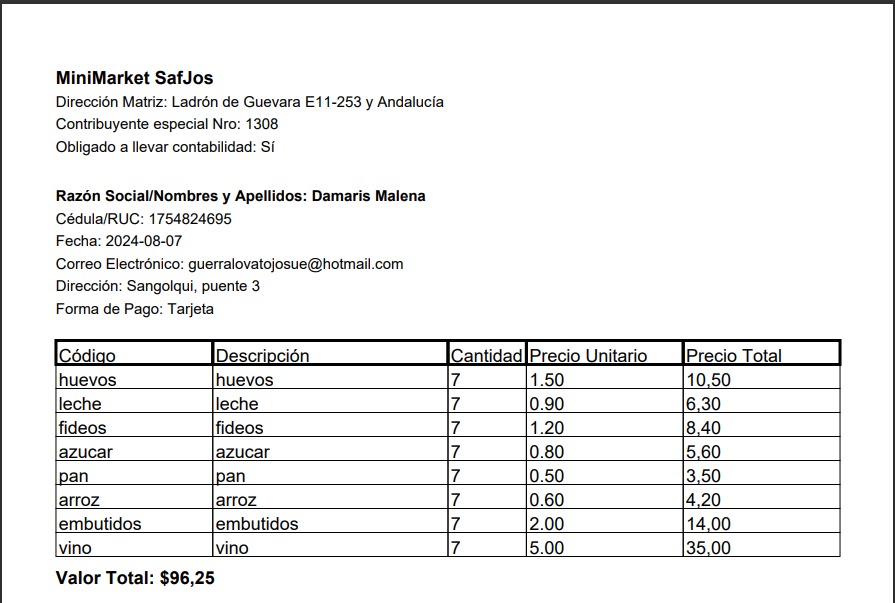 MiniMarket SafJos
Dirección Matriz: Ladrón de Guevara E11-253 y Andalucía
Contribuyente especial Nro: 1308
Obligado a llevar contabilidad: Sí
Razón Social/Nombres y Apellidos: Damaris Malena
Cédula/RUC: 1754824695
Fecha: 2024-08-07
Correo Electrónico: guerralovatojosue@hotmail.com
Dirección: Sangolqui, puente 3
Forma de Pago: Tarjeta
Código Descripción Cantidad Precio Unitario Precio Total
huevos huevos 7 1.50 10,50
leche leche 7 0.90 6,30
fideos fideos 7 1.20 8,40
azucar azucar 7 0.80 5,60
pan pan 7 0.50 3,50
arroz arroz 7 0.60 4,20
embutidos embutidos 7 2.00 14,00
vino vino 7 5.00 35,00
Valor Total: $96,25